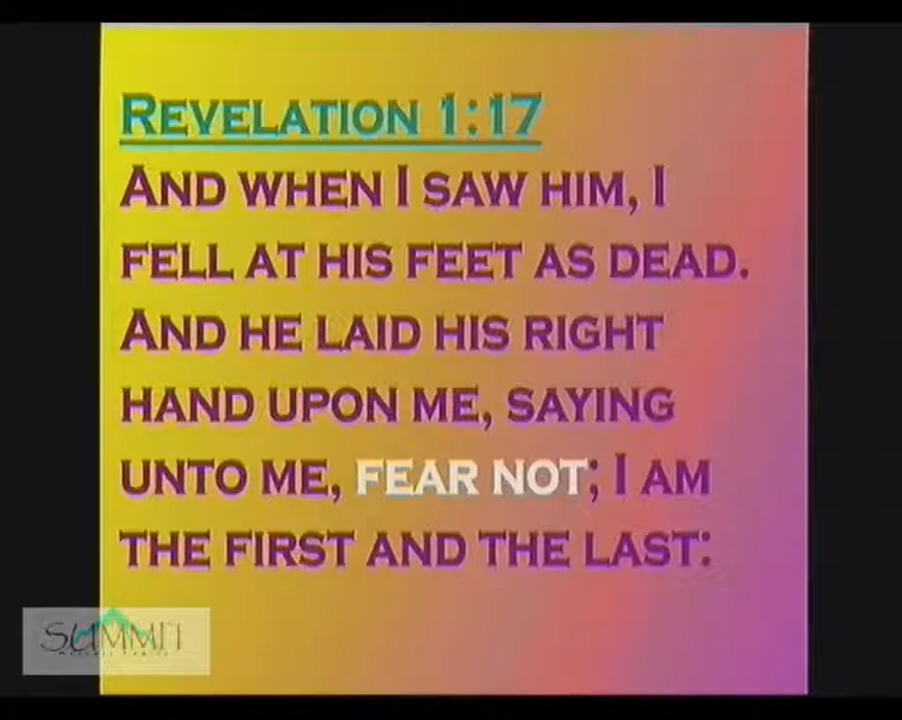 Revelation 1:17
And when I saw him, I
fell at his feet as dead.
And he laid his right
hand upon me, saying
unto me, fear not; I am
the first and the last:
SUMMIT